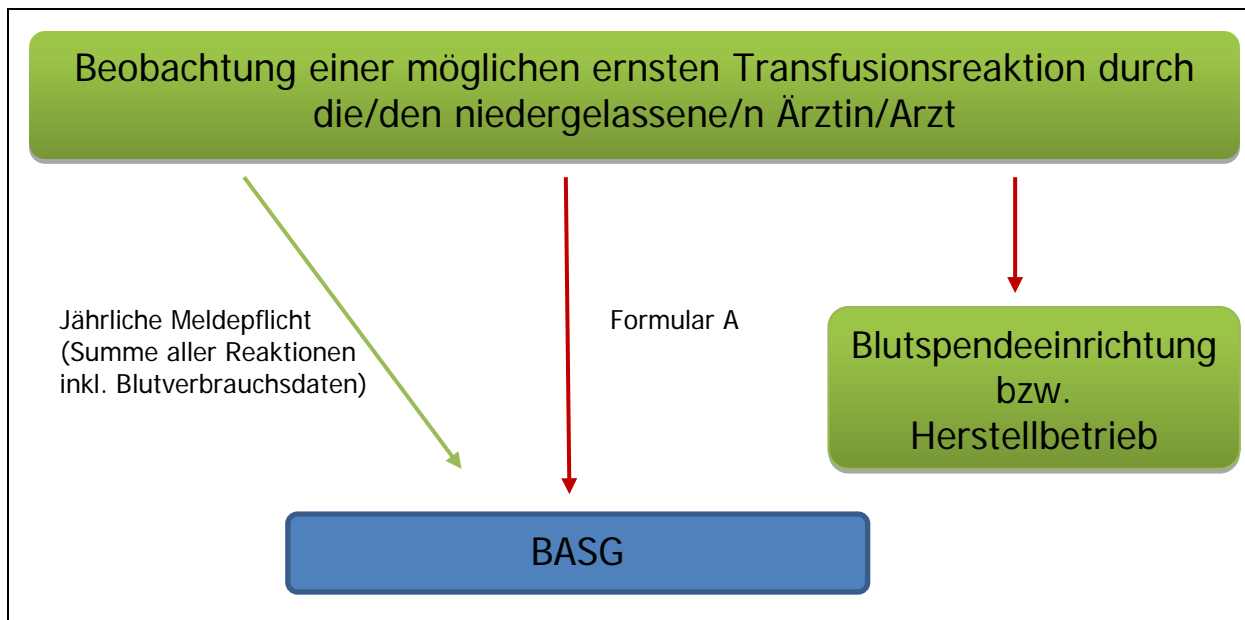 Beobachtung einer möglichen ernsten Transfusionsreaktion durch
die/den niedergelassene/n Ärztin/Arzt
Jährliche Meldepflicht
(Summe aller Reaktionen
inkl. Blutverbrauchsdaten)
Formular A
Blutspendeeinrichtung
bzw.
Herstellbetrieb
BASG